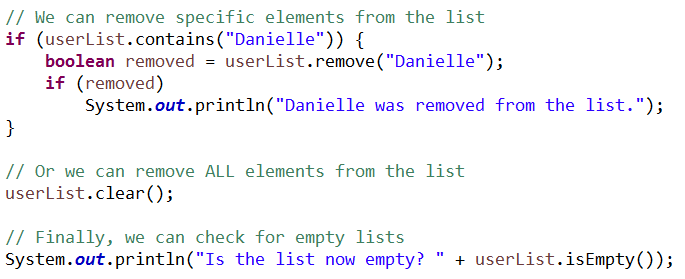 // We can remove specific elements from the list
if (userList.contains("Danielle")) {
    boolean removed = userList.remove("Danielle");
    if (removed)
        System.out.println("Danielle was removed from the list.");
}
// Or we can remove ALL elements from the list
userList.clear();
// Finally, we can check for empty lists
System.out.println("Is the list now empty? " + userList.isEmpty());